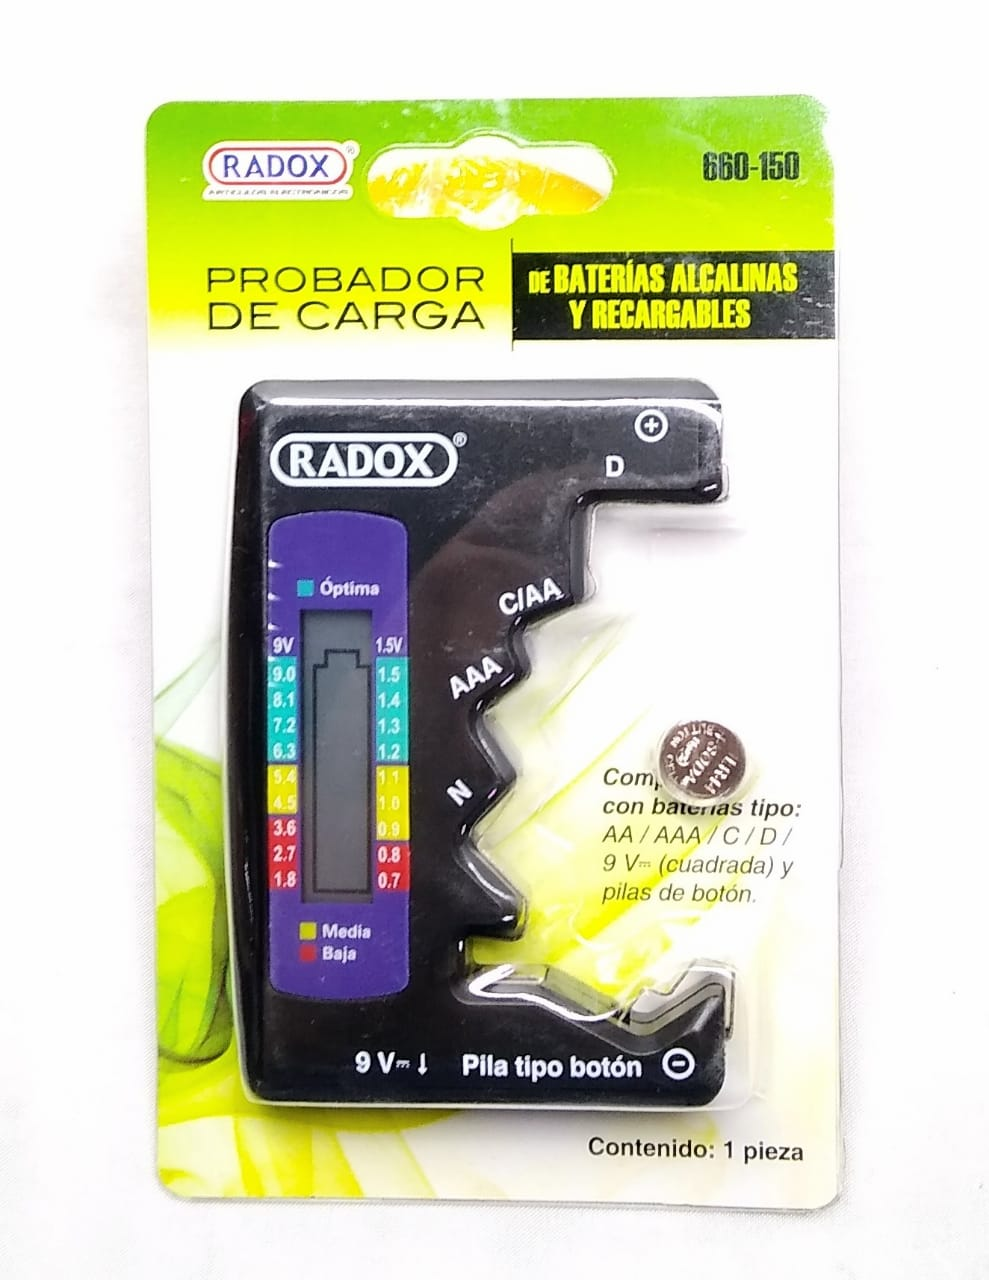 RADOX®
ARTICULOS ELECTRONICOS
660-150
PROBADOR
DE CARGA
DE BATERÍAS ALCALINAS
Y RECARGABLES
RADOX®
+
D
C/AA
AAA
N
Óptima
9V 1.5V
9.0 1.5
8.1 1.4
7.2 1.3
6.3 1.2
5.4 1.1
4.5 1.0
3.6 0.9
2.7 0.8
1.8 0.7
Media
Baja
LR44
con baterías tipo:
AA / AAA / C / D /
9 V⎓ (cuadrada) y
pilas de botón.
9 V⎓ ↓ Pila tipo botón −
Contenido: 1 pieza